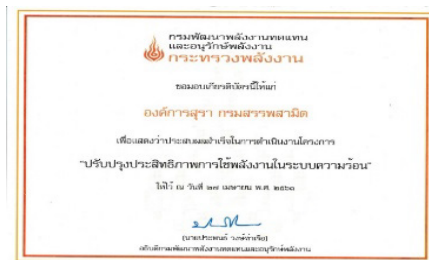 กรมพัฒนาพลังงานทดแทน
และอนุรักษ์พลังงาน
กระทรวงพลังงาน
ขอมอบเกียรติบัตรนี้ให้แก่
องค์การสุรา กรมสรรพสามิต
เพื่อแสดงว่าประสบผลสำเร็จในการดำเนินงานโครงการ
"ปรับปรุงประสิทธิภาพการใช้พลังงานในระบบความร้อน"
ให้ไว้ ณ วันที่ ๑๗ เมษายน พ.ศ. ๒๕๖๐
(นายประพนธ์ วงษ์ท่าเรือ)
อธิบดีกรมพัฒนาพลังงานทดแทนและอนุรักษ์พลังงาน